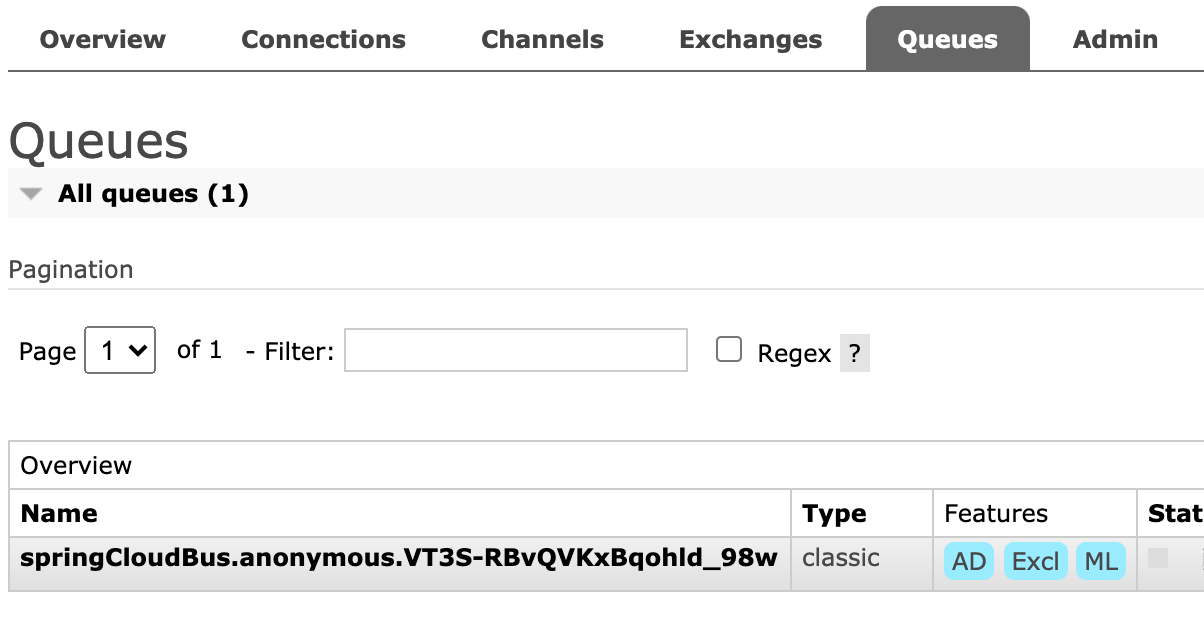 Overview Connections Channels Exchanges Queues Admin
Queues
All queues (1)
Pagination
Page 1 of 1 - Filter: Regex ?
Overview
Name Type Features Stat
springCloudBus.anonymous.VT3S-RBvQVKxBqohld_98w classic AD Excl ML